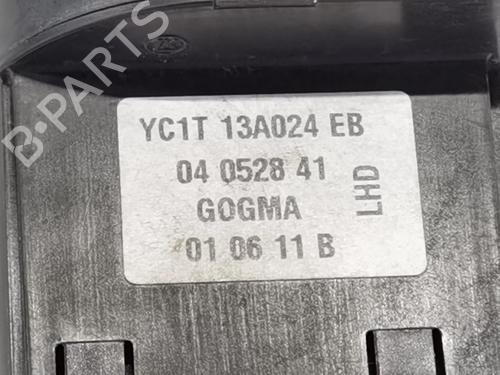 YC1T 13A024 EB
04 0528 41
GOGMA
01 06 11 B
LHD
B-PARTS